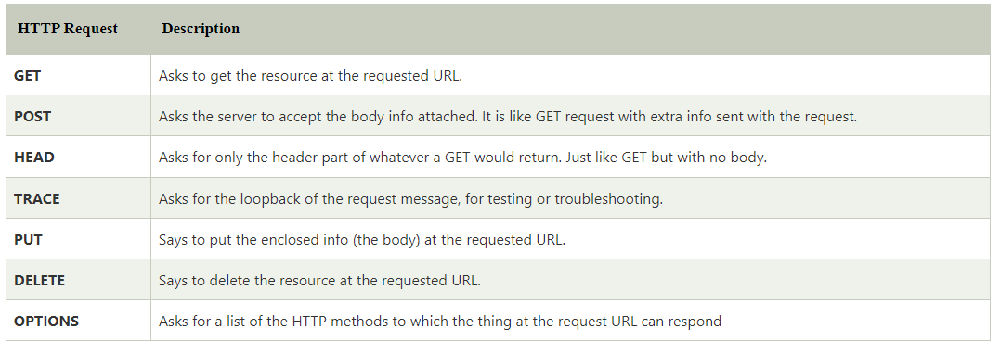 HTTP Request Description
GET Asks to get the resource at the requested URL.
POST Asks the server to accept the body info attached. It is like GET request with extra info sent with the request.
HEAD Asks for only the header part of whatever a GET would return. Just like GET but with no body.
TRACE Asks for the loopback of the request message, for testing or troubleshooting.
PUT Says to put the enclosed info (the body) at the requested URL.
DELETE Says to delete the resource at the requested URL.
OPTIONS Asks for a list of the HTTP methods to which the thing at the request URL can respond